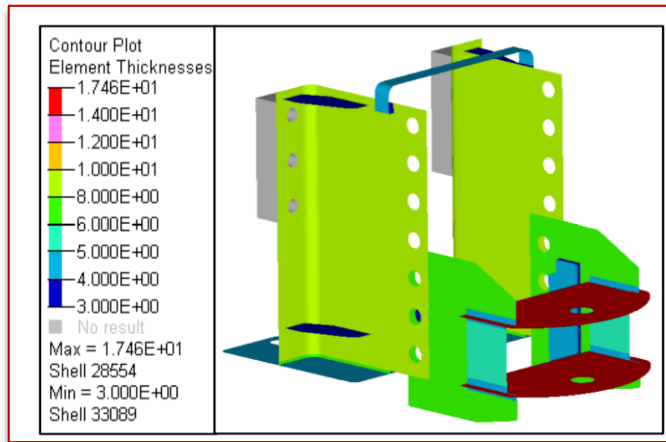 Contour Plot
Element Thicknesses
1.746E+01
1.400E+01
1.200E+01
1.000E+01
8.000E+00
6.000E+00
5.000E+00
4.000E+00
3.000E+00
No result
Max = 1.746E+01
Shell 28554
Min = 3.000E+00
Shell 33089